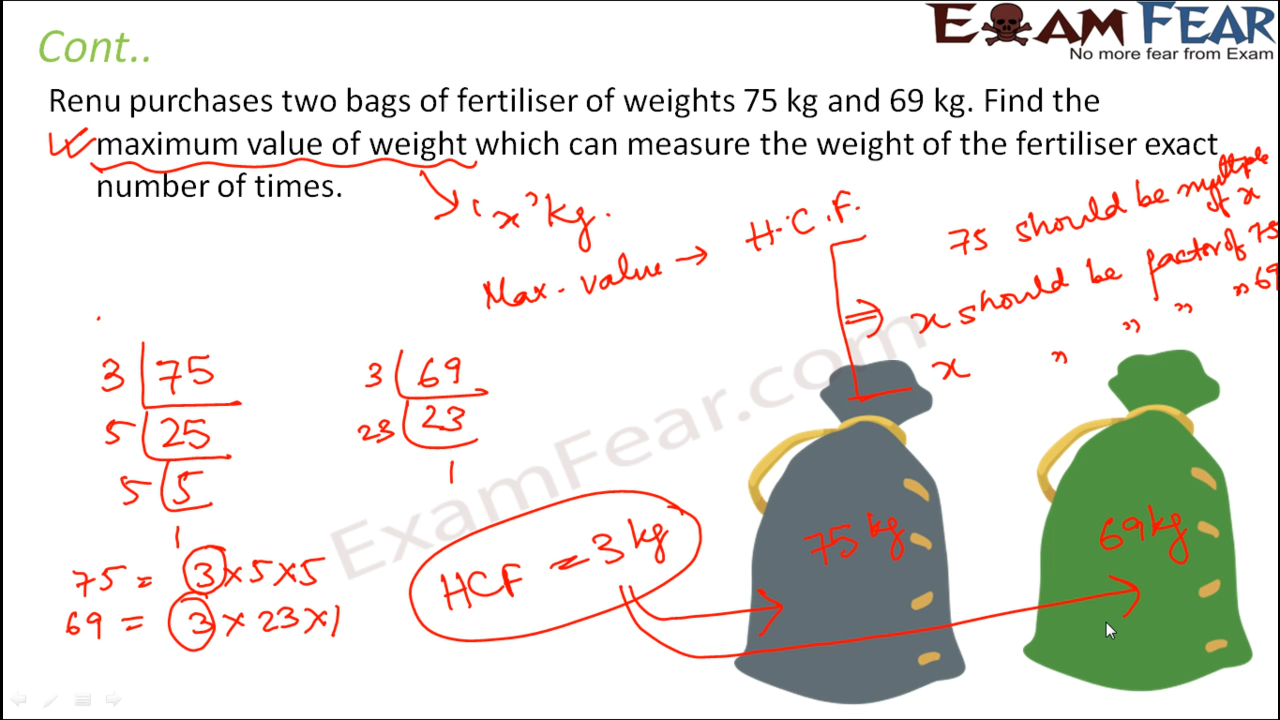 Cont..
EXAM FEAR
No more fear from Exam
Renu purchases two bags of fertiliser of weights 75 kg and 69 kg. Find the
maximum value of weight which can measure the weight of the fertiliser exact
number of times.
'x' kg.
Max. value → H.C.F.
75 should be multiple
of x
⇒ x should be factor of 75
x " " " " 69
3 75
5 25
5 5
1
3 69
23 23
1
75 = 3 × 5 × 5
69 = 3 × 23 × 1
HCF = 3 kg
75 kg
69 kg
ExamFear.com